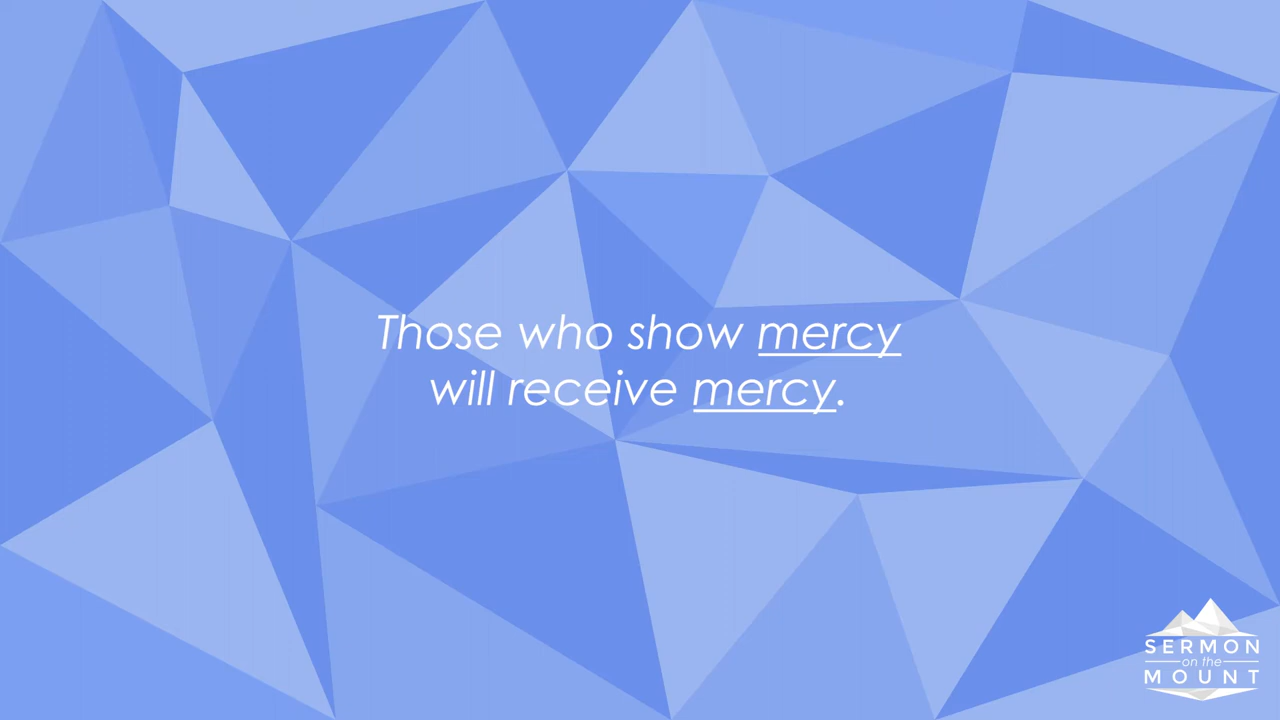 Those who show mercy
will receive mercy.
SERMON
on the
MOUNT